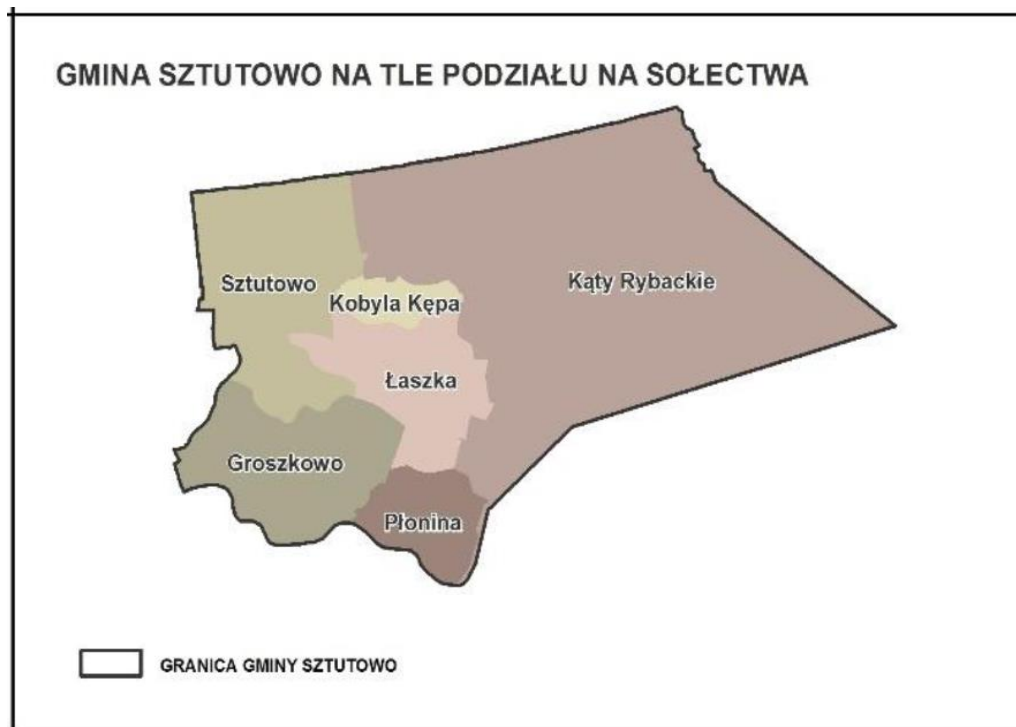 GMINA SZTUTOWO NA TLE PODZIAŁU NA SOŁECTWA
Sztutowo
Kąty Rybackie
Kobyla Kępa
Łaszka
Groszkowo
Płonina
GRANICA GMINY SZTUTOWO